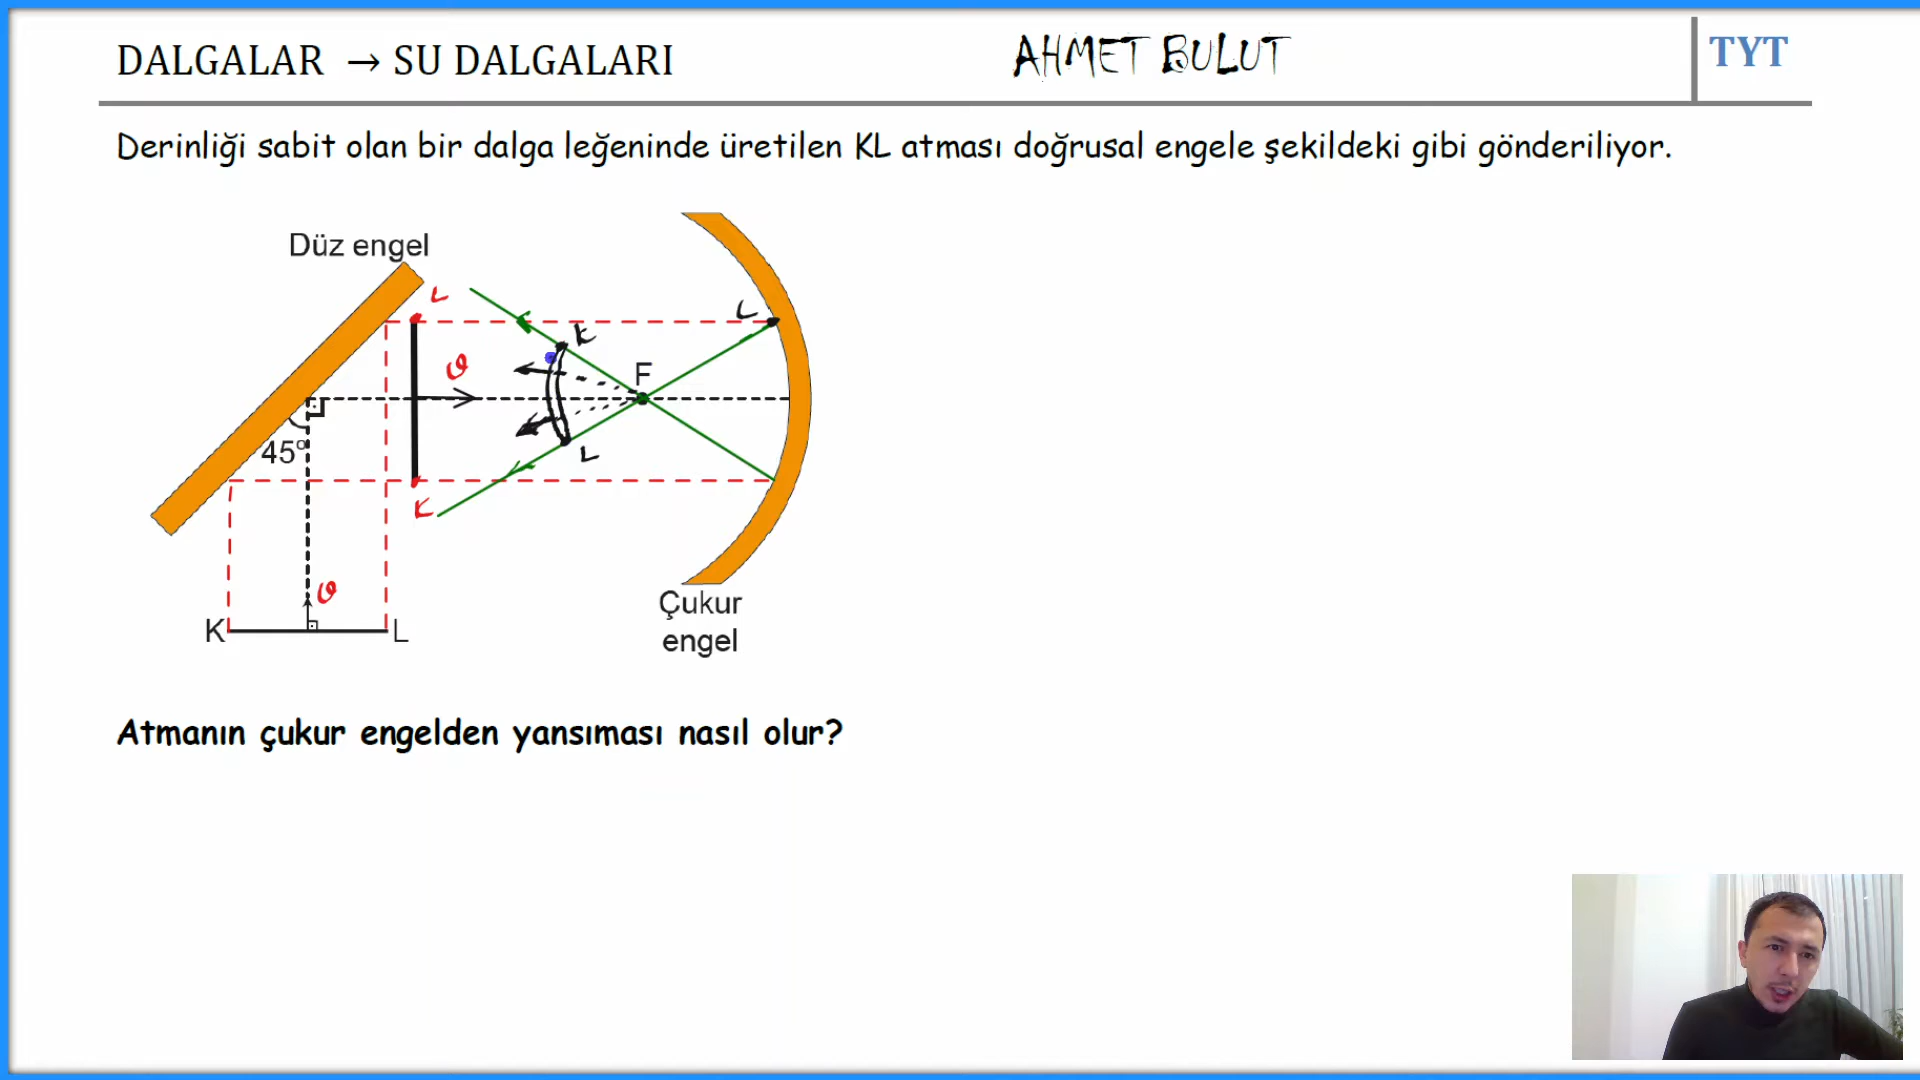 DALGALAR → SU DALGALARI
AHMET BULUT
TYT
Derinliği sabit olan bir dalga leğeninde üretilen KL atması doğrusal engele şekildeki gibi gönderiliyor.
Düz engel
L
L
K
ϑ
F
45°
L
K
ϑ
K
L
Çukur
engel
Atmanın çukur engelden yansıması nasıl olur?